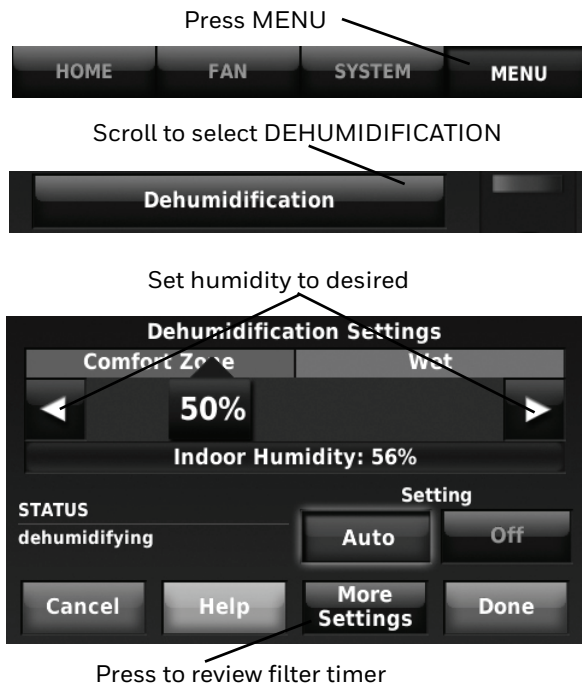 Press MENU
HOME FAN SYSTEM MENU
Scroll to select DEHUMIDIFICATION
Dehumidification
Set humidity to desired
Dehumidification Settings
Comfort Zone Wet
50%
Indoor Humidity: 56%
STATUS
dehumidifying
Setting
Auto Off
Cancel Help More Settings Done
Press to review filter timer